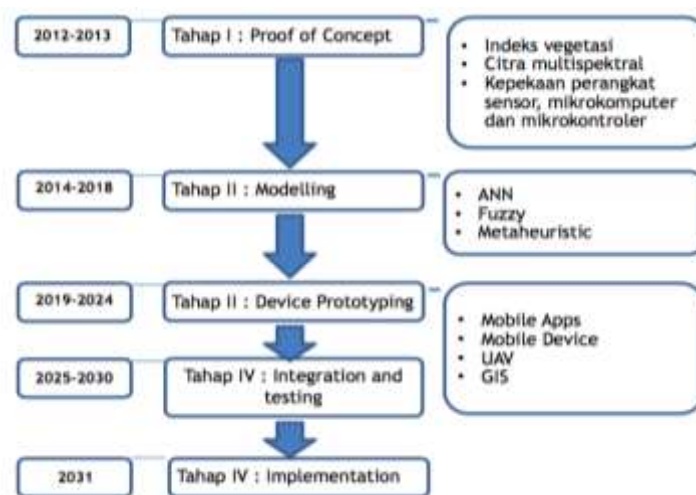 2012-2013
Tahap I : Proof of Concept
• Indeks vegetasi
• Citra multispektral
• Kepekaan perangkat
sensor, mikrokomputer
dan mikrokontroler
2014-2018
Tahap II : Modelling
• ANN
• Fuzzy
• Metaheuristic
2019-2024
Tahap II : Device Prototyping
• Mobile Apps
• Mobile Device
• UAV
• GIS
2025-2030
Tahap IV : Integration and
testing
2031
Tahap IV : Implementation